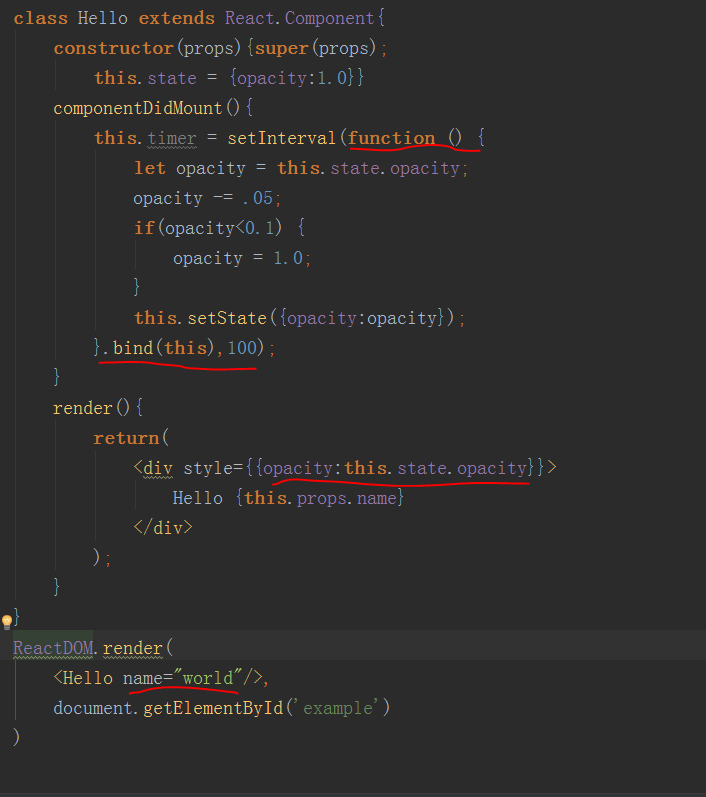 class Hello extends React.Component{
    constructor(props){super(props);
        this.state = {opacity:1.0}}
    componentDidMount(){
        this.timer = setInterval(function () {
            let opacity = this.state.opacity;
            opacity -= .05;
            if(opacity<0.1) {
                opacity = 1.0;
            }
            this.setState({opacity:opacity});
        }.bind(this),100);
    }
    render(){
        return(
            <div style={{opacity:this.state.opacity}}>
                Hello {this.props.name}
            </div>
        );
    }
}
ReactDOM.render(
    <Hello name="world"/>,
    document.getElementById('example')
)